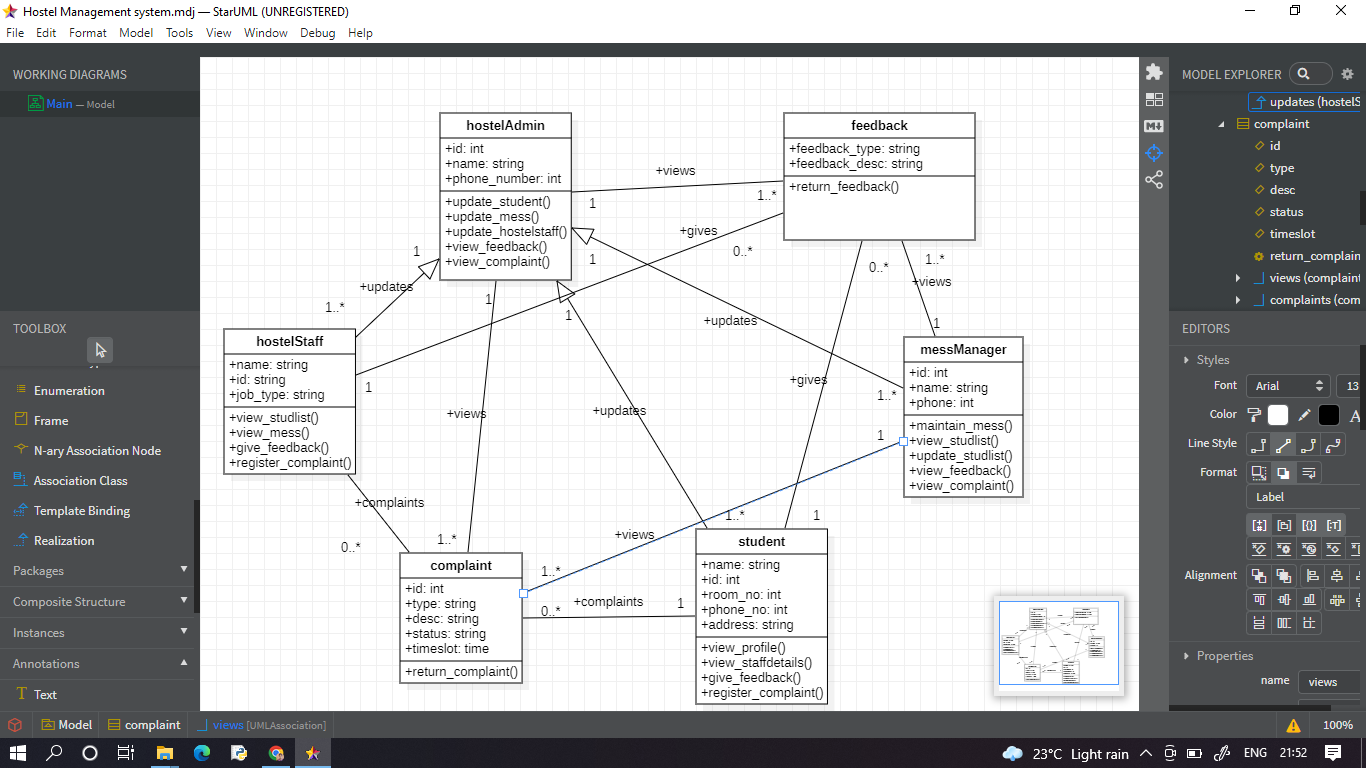 Hostel Management system.mdj — StarUML (UNREGISTERED)
File Edit Format Model Tools View Window Debug Help
WORKING DIAGRAMS
Main — Model
TOOLBOX
Enumeration
Frame
N-ary Association Node
Association Class
Template Binding
Realization
Packages
Composite Structure
Instances
Annotations
Text
hostelAdmin
+id: int
+name: string
+phone_number: int
+update_student()
+update_mess()
+update_hostelstaff()
+view_feedback()
+view_complaint()
feedback
+feedback_type: string
+feedback_desc: string
+return_feedback()
+views
1
1..*
+gives
0..*
1
1
+updates
1..*
1
1
0..*
1..*
+views
1
+updates
1..*
hostelStaff
+name: string
+id: string
+job_type: string
+view_studlist()
+view_mess()
+give_feedback()
+register_complaint()
1
+views
+updates
+gives
messManager
+id: int
+name: string
+phone: int
+maintain_mess()
+view_studlist()
+update_studlist()
+view_feedback()
+view_complaint()
1
+complaints
0..*
1..*
+views
1..*
1..*
1
complaint
+id: int
+type: string
+desc: string
+status: string
+timeslot: time
+return_complaint()
0..*
+complaints
1
student
+name: string
+id: int
+room_no: int
+phone_no: int
+address: string
+view_profile()
+view_staffdetails()
+give_feedback()
+register_complaint()
M
MODEL EXPLORER
updates (hostelS
complaint
id
type
desc
status
timeslot
return_complain
views (complaint
complaints (com
EDITORS
Styles
Font Arial 13
Color A
Line Style
Format
Label
Alignment
Properties
name views
Model complaint views [UMLAssociation]
100%
23°C Light rain ENG 21:52